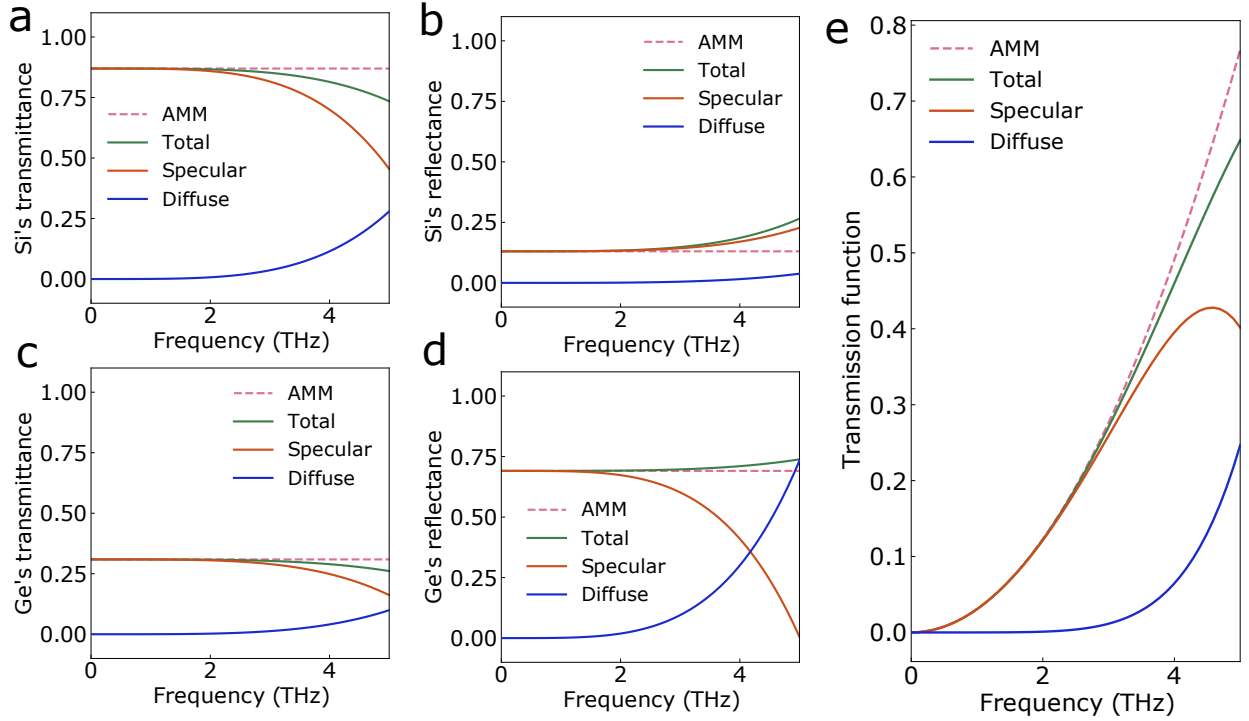 a
1.00
0.75
0.50
0.25
0.00
Si's transmittance
AMM
Total
Specular
Diffuse
0
2
4
Frequency (THz)
b
1.00
0.75
0.50
0.25
0.00
Si's reflectance
AMM
Total
Specular
Diffuse
0
2
4
Frequency (THz)
c
1.00
0.75
0.50
0.25
0.00
Ge's transmittance
AMM
Total
Specular
Diffuse
0
2
4
Frequency (THz)
d
1.00
0.75
0.50
0.25
0.00
Ge's reflectance
AMM
Total
Specular
Diffuse
0
2
4
Frequency (THz)
e
0.8
0.7
0.6
0.5
0.4
0.3
0.2
0.1
0.0
Transmission function
AMM
Total
Specular
Diffuse
0
2
4
Frequency (THz)